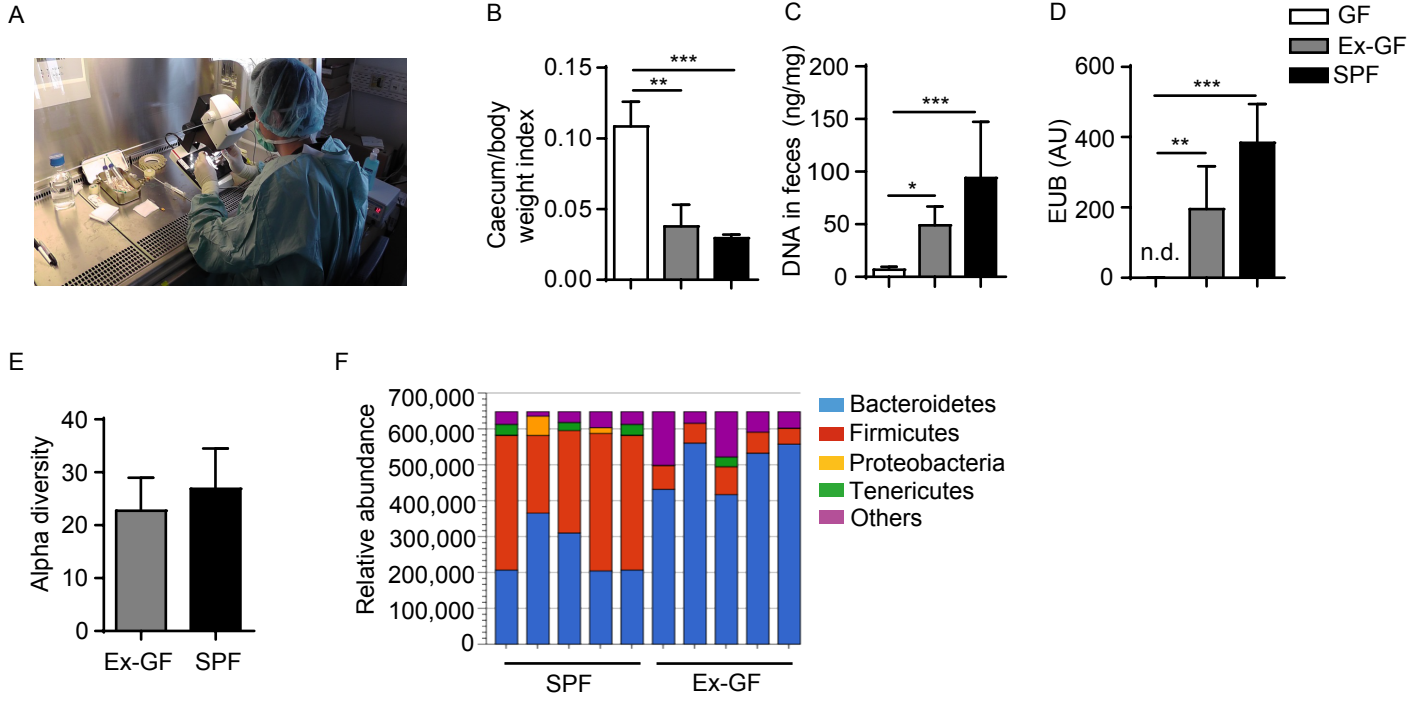 A
B
C
D
GF
Ex-GF
SPF
Caecum/body
weight index
0.15
0.10
0.05
0.00
***
**
DNA in feces (ng/mg)
200
150
100
50
0
***
*
EUB (AU)
600
400
200
0
***
**
n.d.
E
F
Alpha diversity
40
30
20
10
0
Ex-GF
SPF
Relative abundance
700,000
600,000
500,000
400,000
300,000
200,000
100,000
0
SPF
Ex-GF
Bacteroidetes
Firmicutes
Proteobacteria
Tenericutes
Others